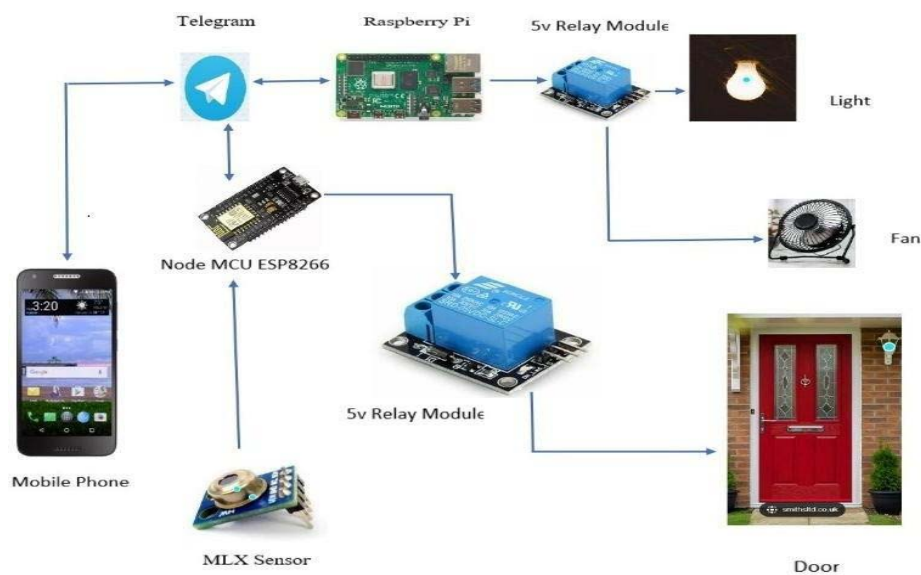 Telegram
Raspberry Pi
5v Relay Module
Light
Fan
Node MCU ESP8266
3:20
Google
5v Relay Module
Mobile Phone
smithsltd.co.uk
MLX Sensor
Door